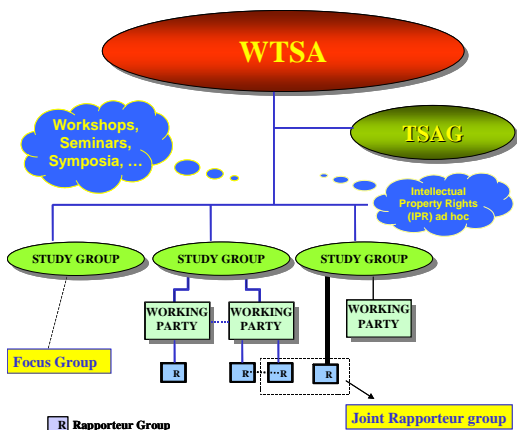 WTSA
Workshops,
Seminars,
Symposia, ...
TSAG
Intellectual
Property Rights
(IPR) ad hoc
STUDY GROUP
STUDY GROUP
STUDY GROUP
WORKING
PARTY
WORKING
PARTY
WORKING
PARTY
Focus Group
R
R
R
R
Joint Rapporteur group
R Rapporteur Group